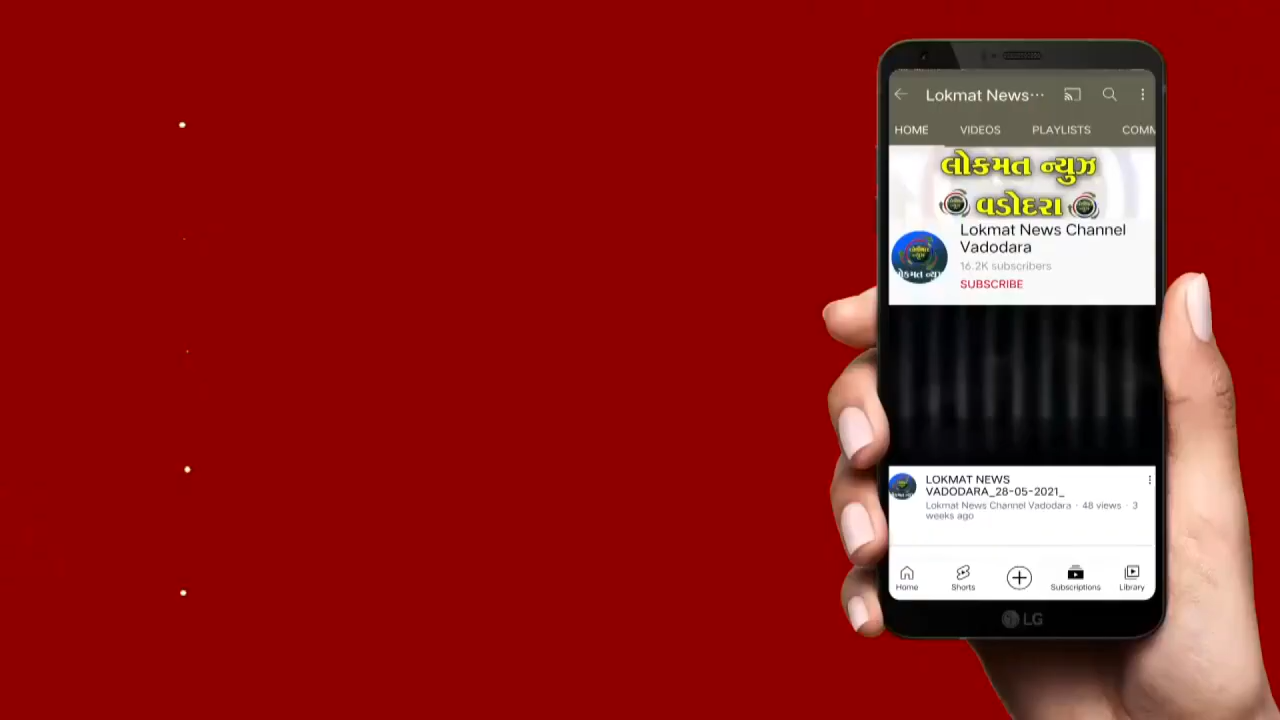 Lokmat News···
HOME VIDEOS PLAYLISTS COMM
લોકમત ન્યુઝ
વડોદરા
Lokmat News Channel
Vadodara
16.2K subscribers
SUBSCRIBE
LOKMAT NEWS
VADODARA_28-05-2021_
Lokmat News Channel Vadodara · 48 views · 3
weeks ago
Home Shorts Subscriptions Library
LG